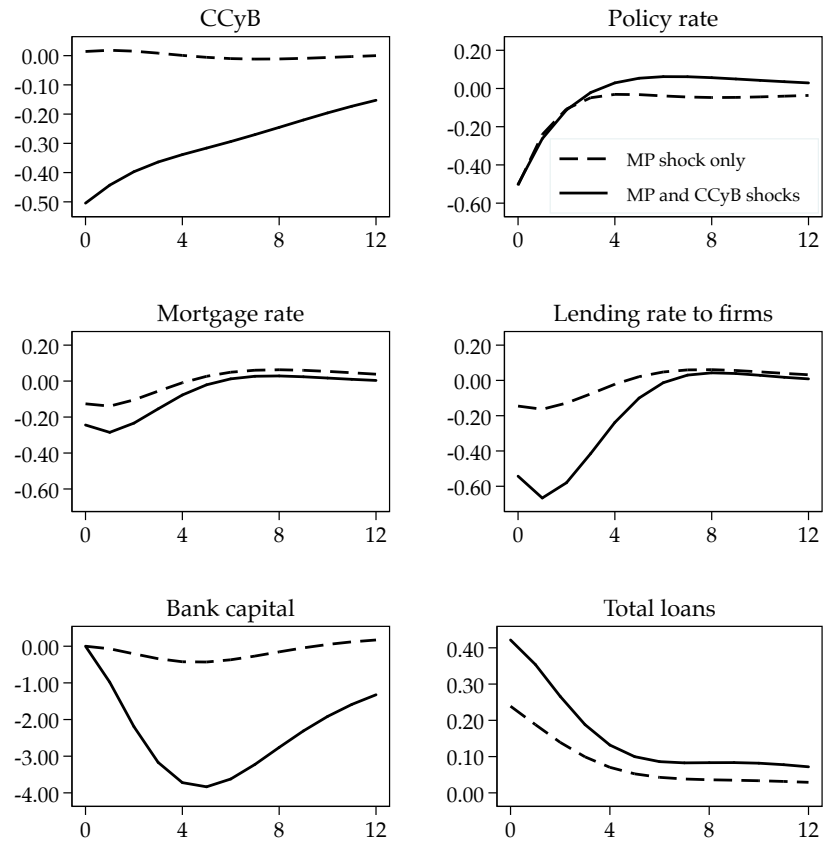 CCyB
0.00
-0.10
-0.20
-0.30
-0.40
-0.50
0 4 8 12
Policy rate
0.20
0.00
-0.20
-0.40
-0.60
MP shock only
MP and CCyB shocks
0 4 8 12
Mortgage rate
0.20
0.00
-0.20
-0.40
-0.60
0 4 8 12
Lending rate to firms
0.20
0.00
-0.20
-0.40
-0.60
0 4 8 12
Bank capital
0.00
-1.00
-2.00
-3.00
-4.00
0 4 8 12
Total loans
0.40
0.30
0.20
0.10
0.00
0 4 8 12